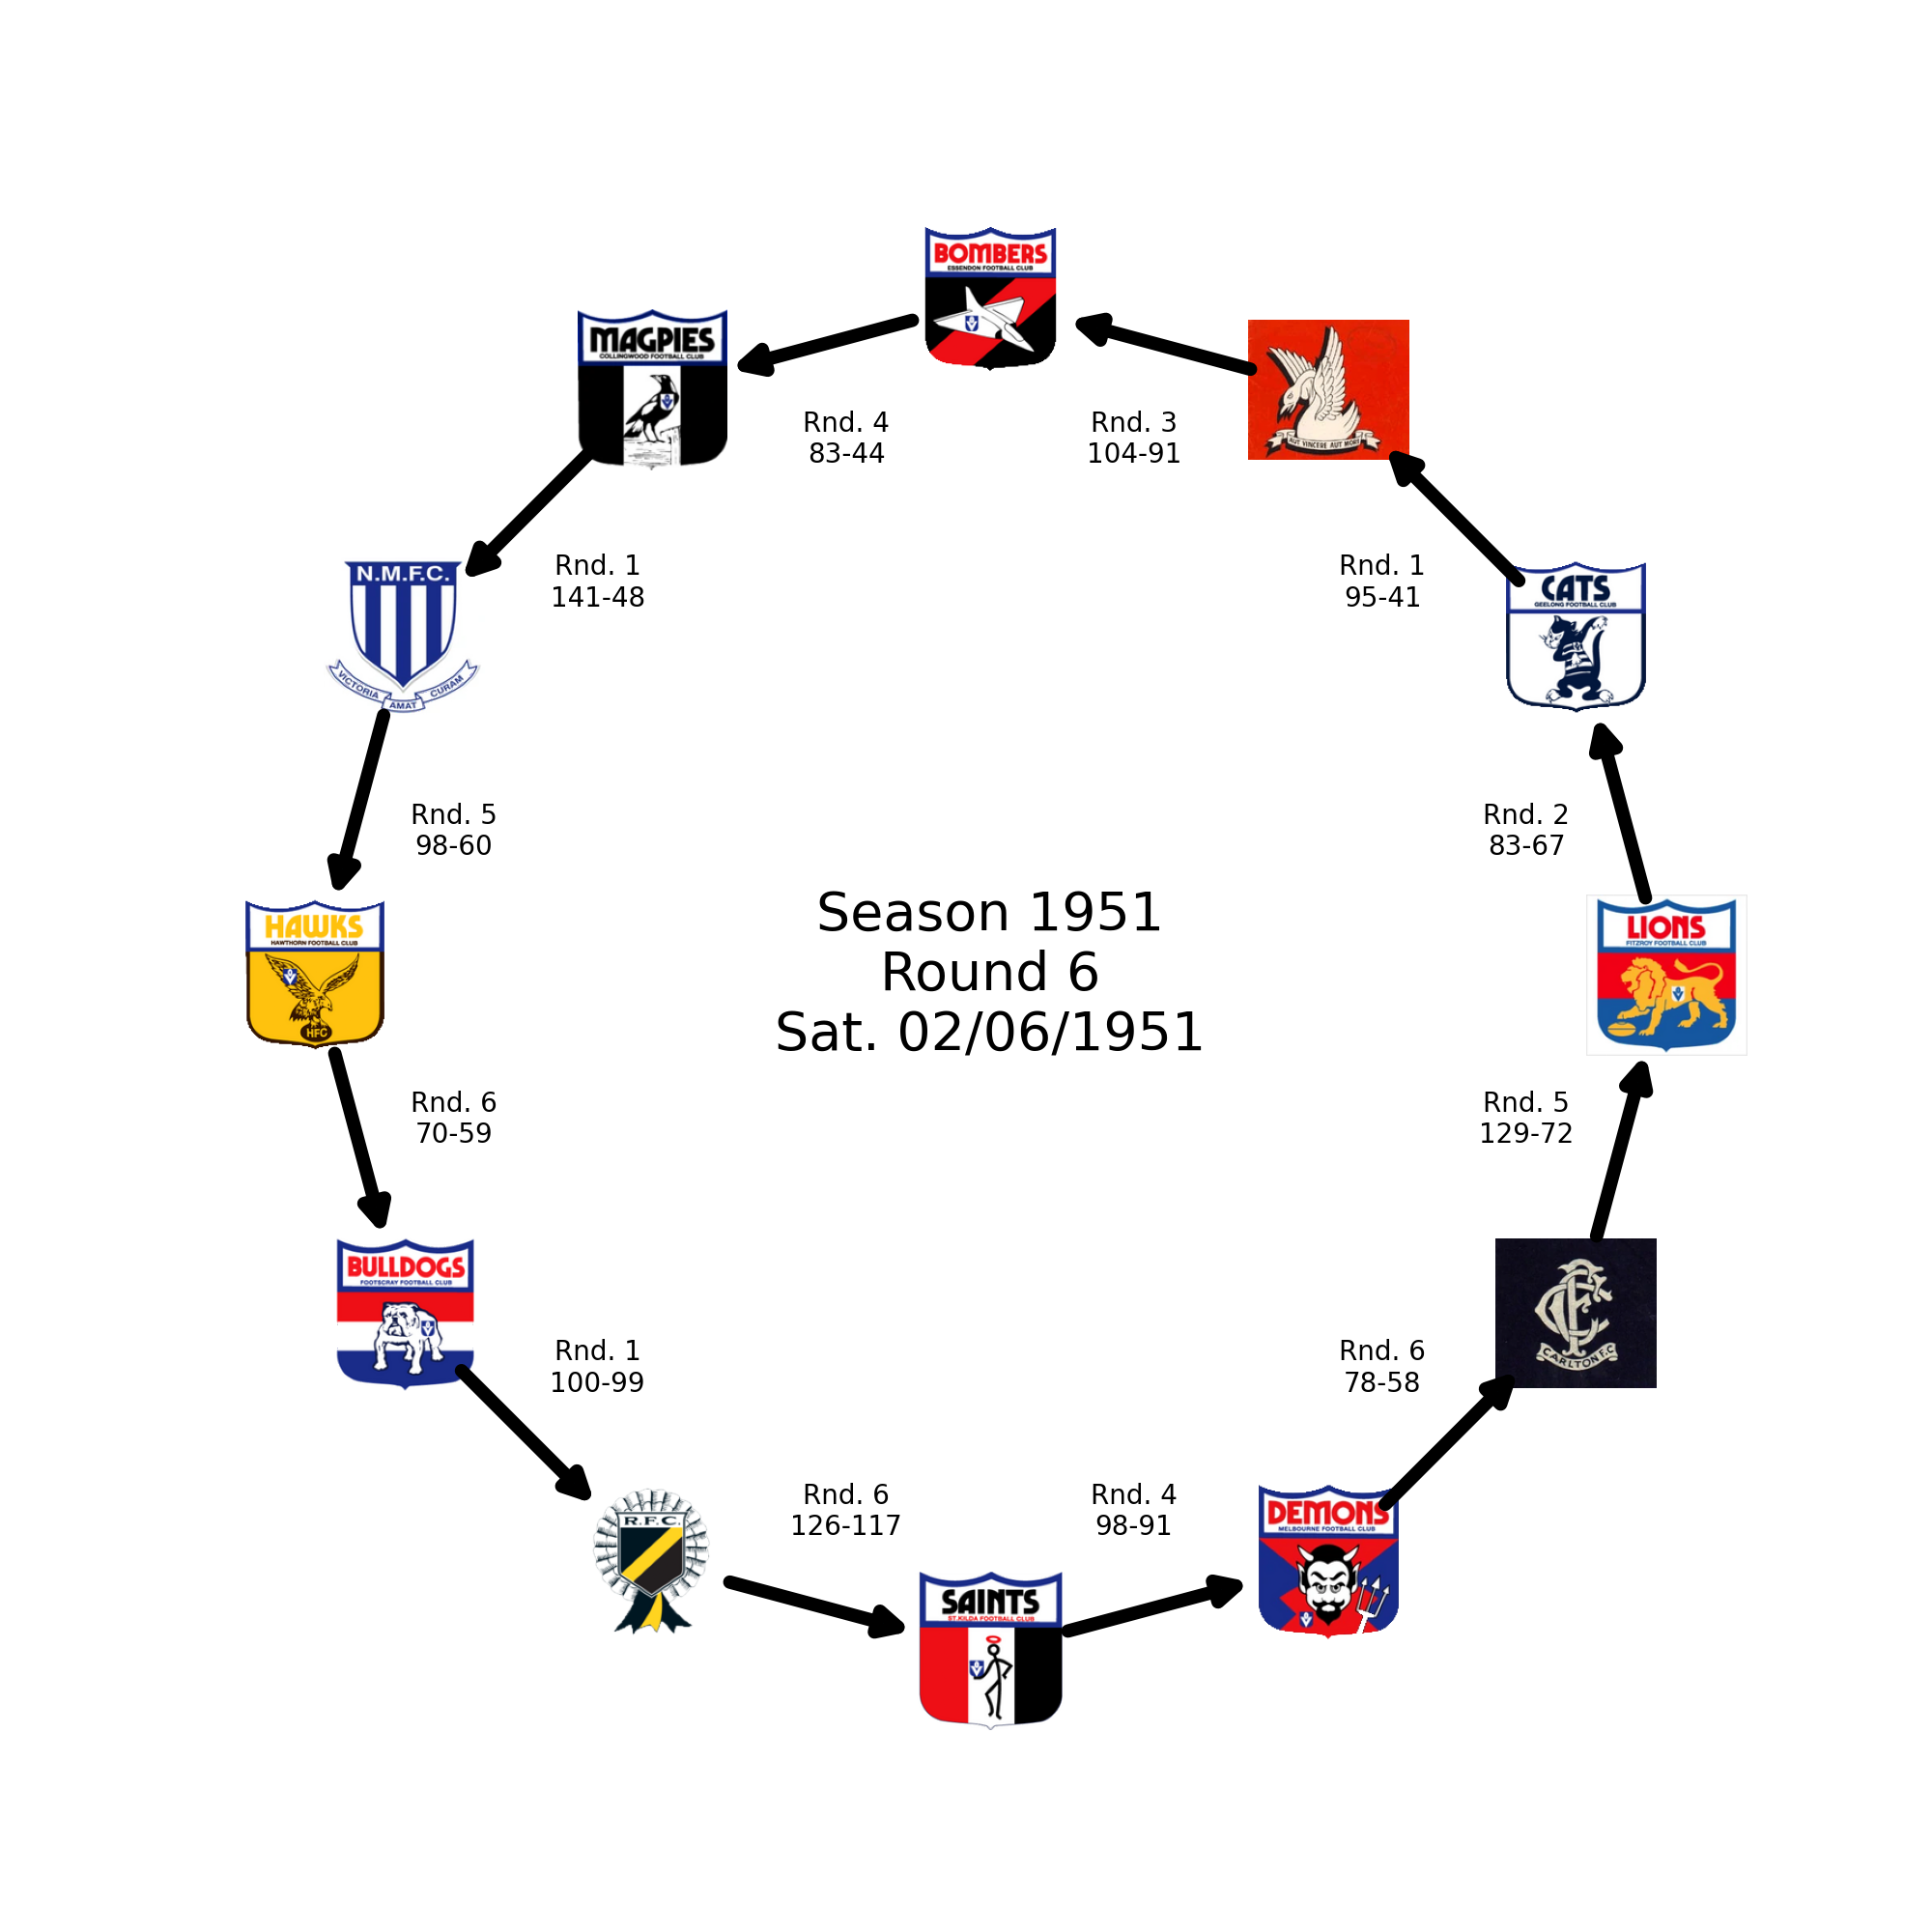 BOMBERS
ESSENDON FOOTBALL CLUB
MAGPIES
COLLINGWOOD FOOTBALL CLUB
AUT VINCERE AUT MORI
Rnd. 4
83-44
Rnd. 3
104-91
Rnd. 1
141-48
Rnd. 1
95-41
N.M.F.C.
VICTORIA
AMAT
CURAM
CATS
GEELONG FOOTBALL CLUB
Rnd. 5
98-60
Rnd. 2
83-67
HAWKS
HAWTHORN FOOTBALL CLUB
HFC
Season 1951
Round 6
Sat. 02/06/1951
LIONS
FITZROY FOOTBALL CLUB
Rnd. 6
70-59
Rnd. 5
129-72
BULLDOGS
FOOTSCRAY FOOTBALL CLUB
CFC
CARLTON F.C
Rnd. 1
100-99
Rnd. 6
78-58
R.F.C.
Rnd. 6
126-117
Rnd. 4
98-91
DEMONS
MELBOURNE FOOTBALL CLUB
SAINTS
ST.KILDA FOOTBALL CLUB